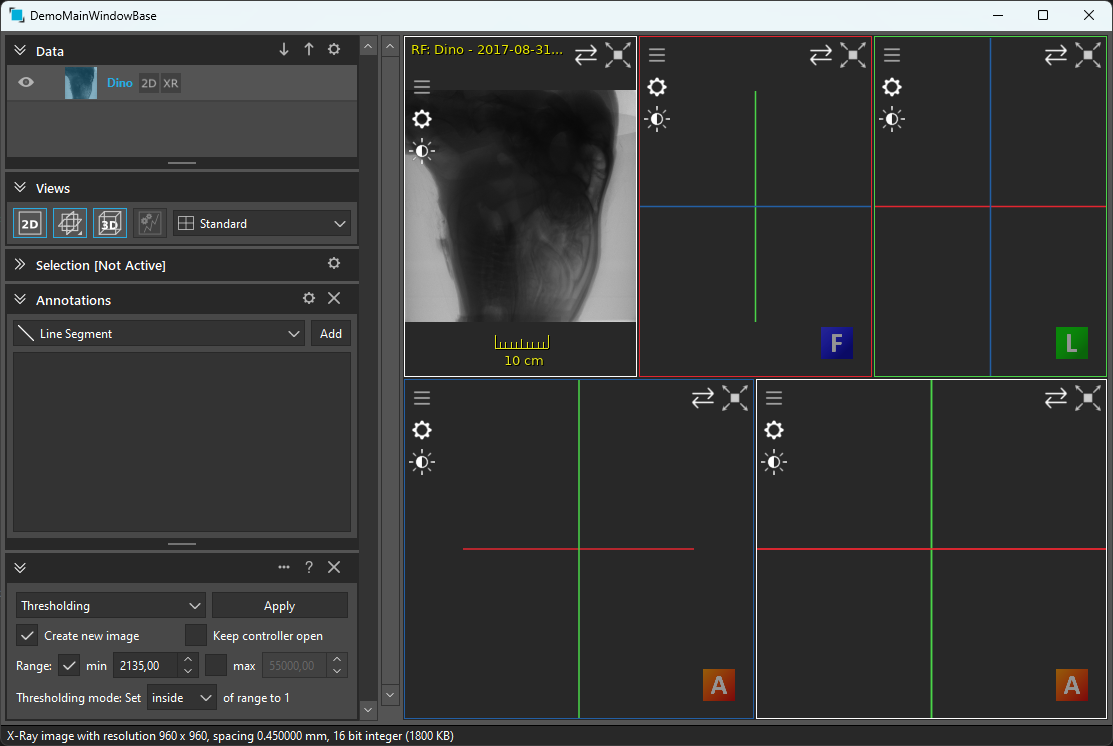 DemoMainWindowBase
Data
Dino 2D XR
Views
2D 3D Standard
Selection [Not Active]
Annotations
Line Segment Add
Thresholding Apply
Create new image Keep controller open
Range: min 2135,00 max 55000,00
Thresholding mode: Set inside of range to 1
RF: Dino - 2017-08-31...
10 cm
F
L
A
A
X-Ray image with resolution 960 x 960, spacing 0.450000 mm, 16 bit integer (1800 KB)